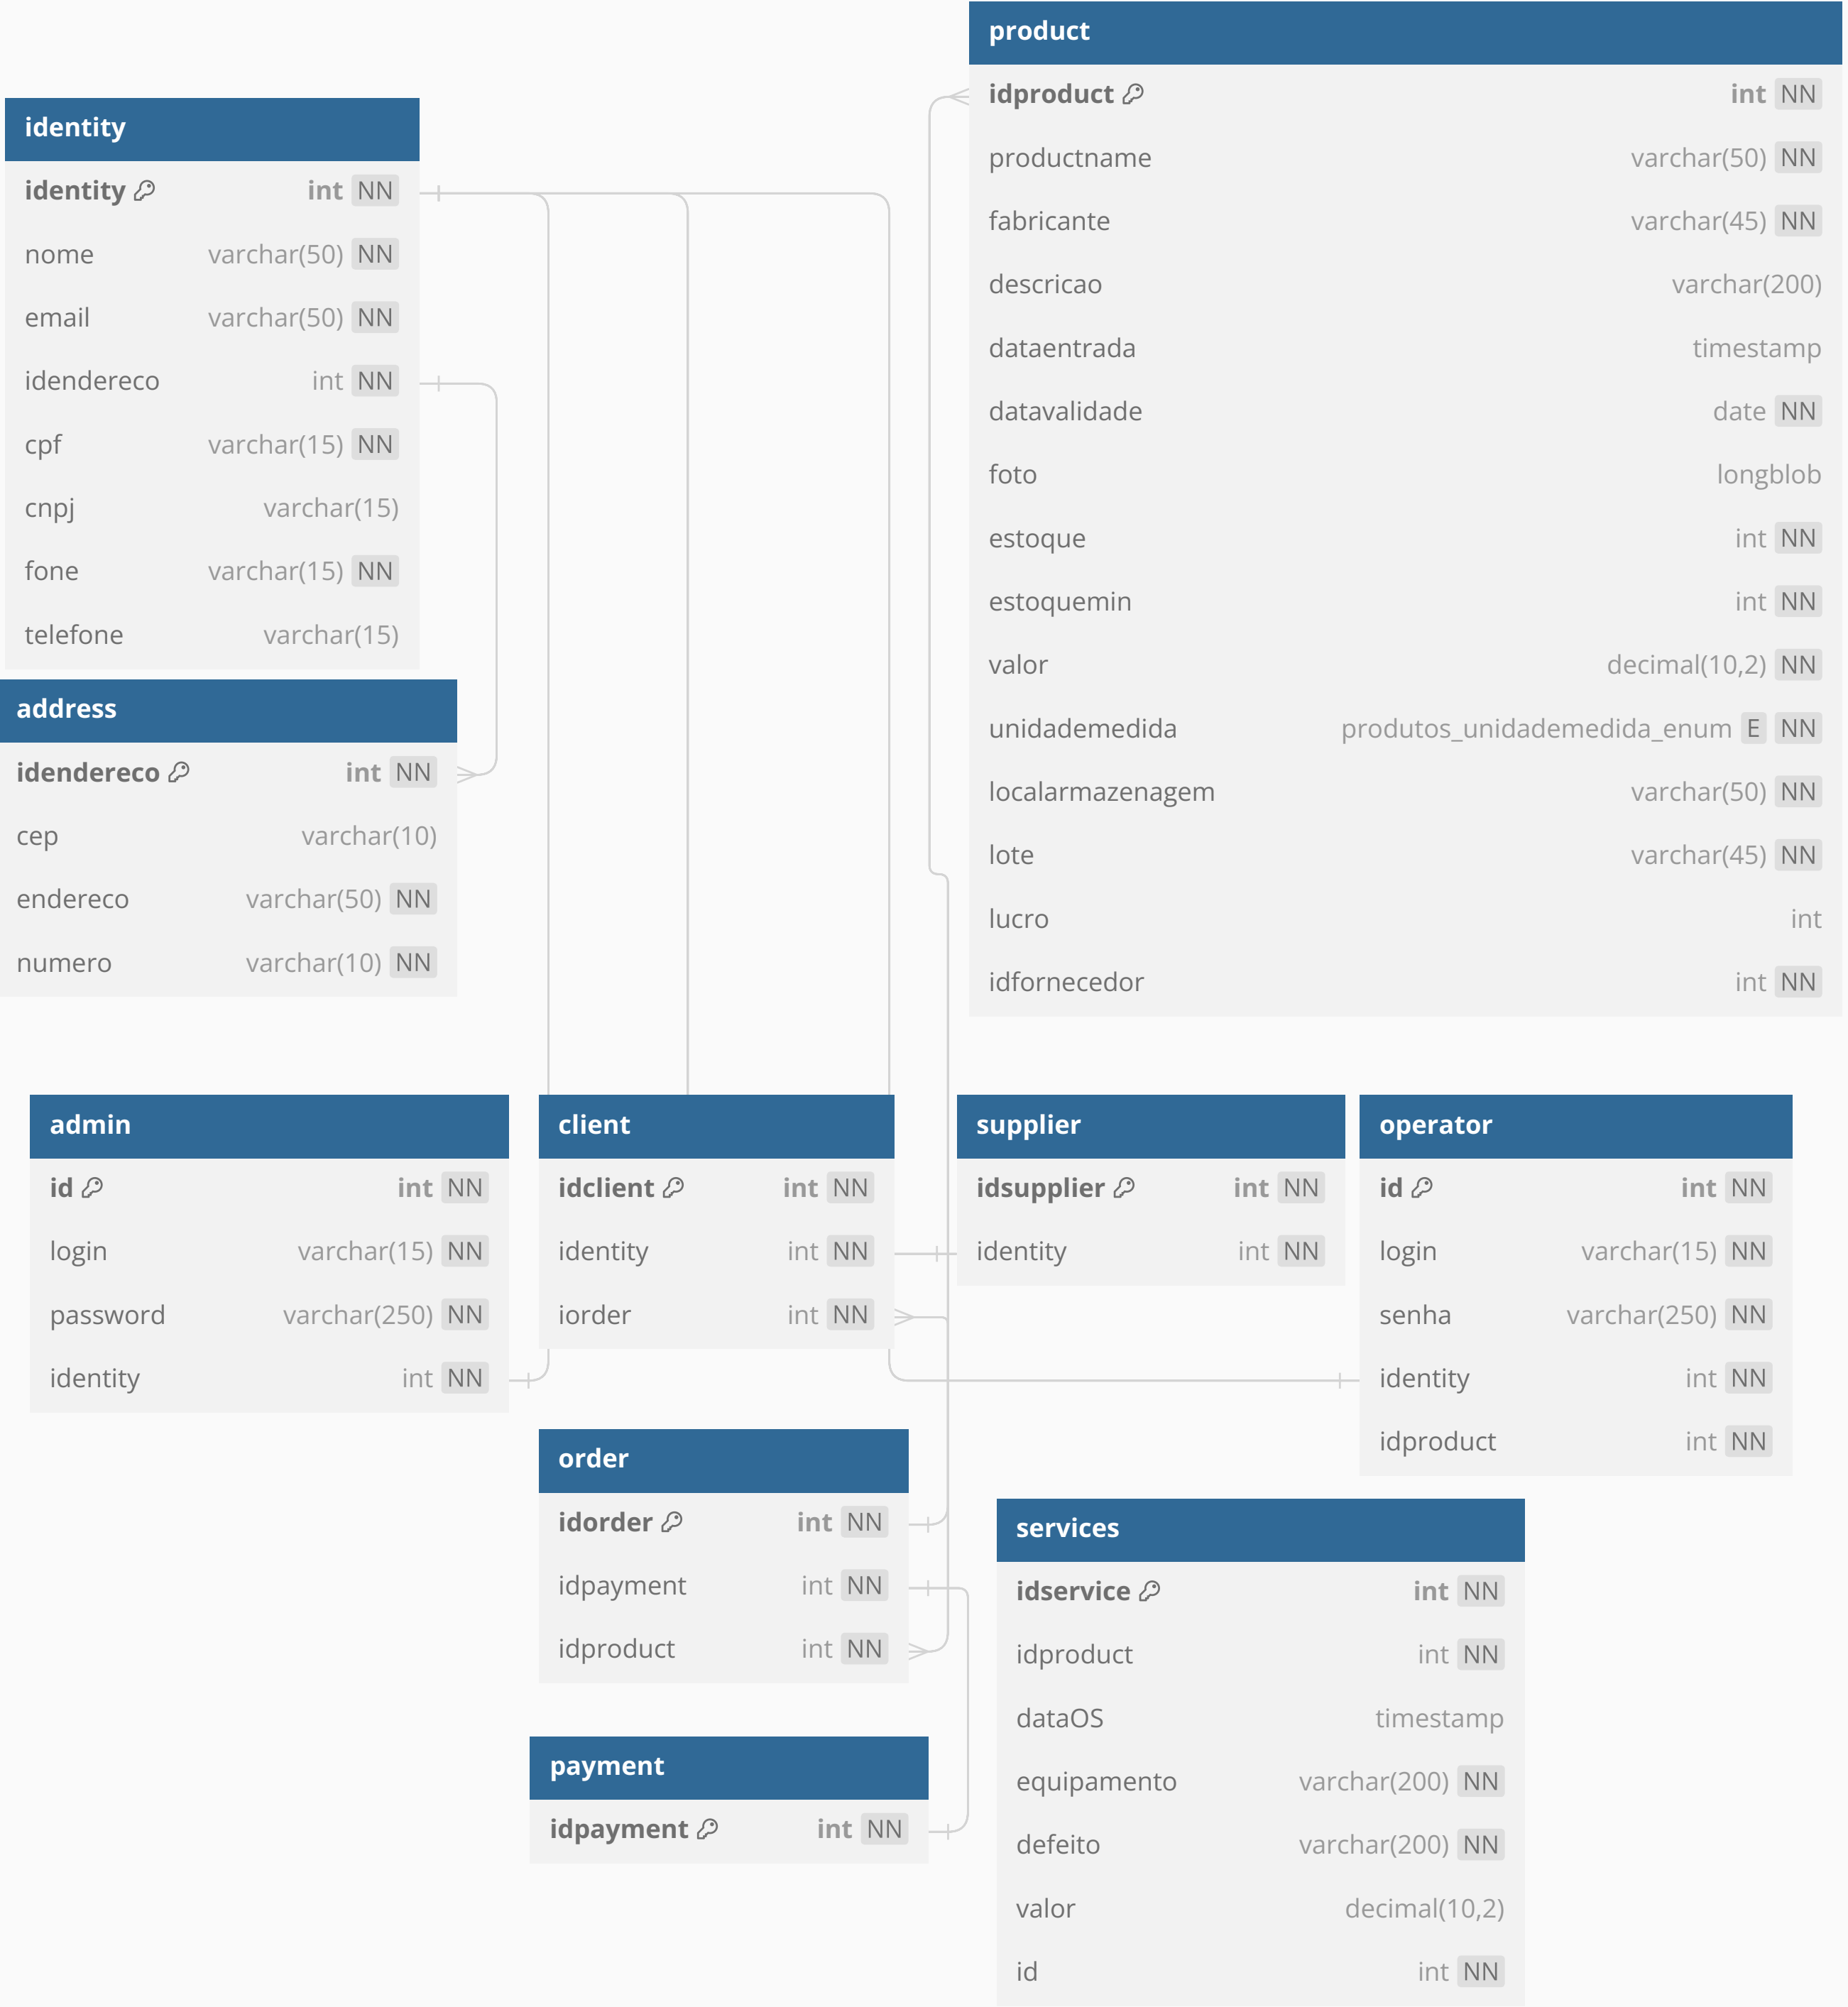 product
idproduct int NN
productname varchar(50) NN
fabricante varchar(45) NN
descricao varchar(200)
dataentrada timestamp
datavalidade date NN
foto longblob
estoque int NN
estoquemin int NN
valor decimal(10,2) NN
unidademedida produtos_unidademedida_enum E NN
localarmazenagem varchar(50) NN
lote varchar(45) NN
lucro int
idfornecedor int NN
identity
identity int NN
nome varchar(50) NN
email varchar(50) NN
idendereco int NN
cpf varchar(15) NN
cnpj varchar(15)
fone varchar(15) NN
telefone varchar(15)
address
idendereco int NN
cep varchar(10)
endereco varchar(50) NN
numero varchar(10) NN
admin
id int NN
login varchar(15) NN
password varchar(250) NN
identity int NN
client
idclient int NN
identity int NN
iorder int NN
supplier
idsupplier int NN
identity int NN
operator
id int NN
login varchar(15) NN
senha varchar(250) NN
identity int NN
idproduct int NN
order
idorder int NN
idpayment int NN
idproduct int NN
services
idservice int NN
idproduct int NN
dataOS timestamp
equipamento varchar(200) NN
defeito varchar(200) NN
valor decimal(10,2)
id int NN
payment
idpayment int NN